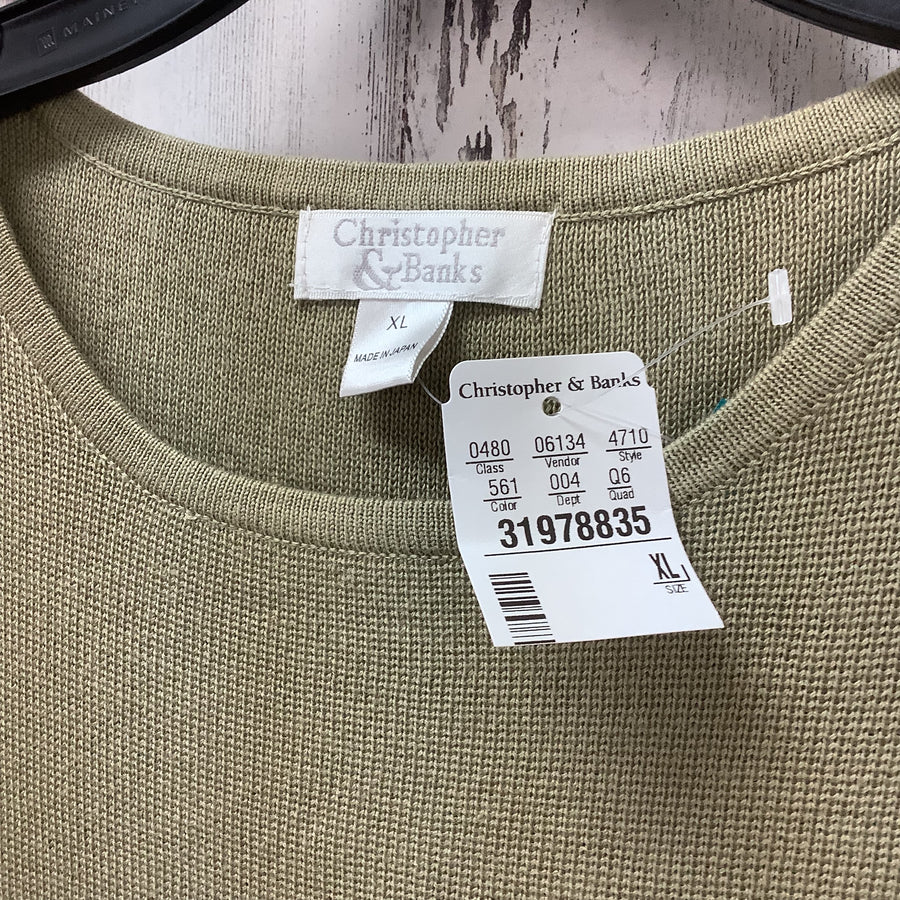 MAINE
Christopher
& Banks
XL
MADE IN JAPAN
Christopher & Banks
0480 06134 4710
Class Vendor Style
561 004 Q6
Color Dept Quad
31978835
XL
SIZE